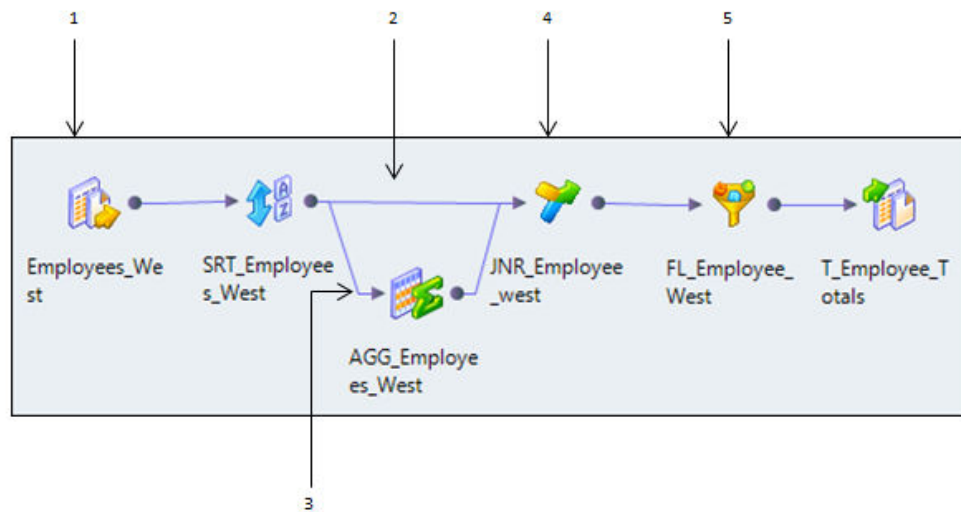 1
2
4
5
A
Z
Employees_We
st
SRT_Employee
s_West
JNR_Employee
_west
FL_Employee_
West
T_Employee_T
otals
AGG_Employe
es_West
3